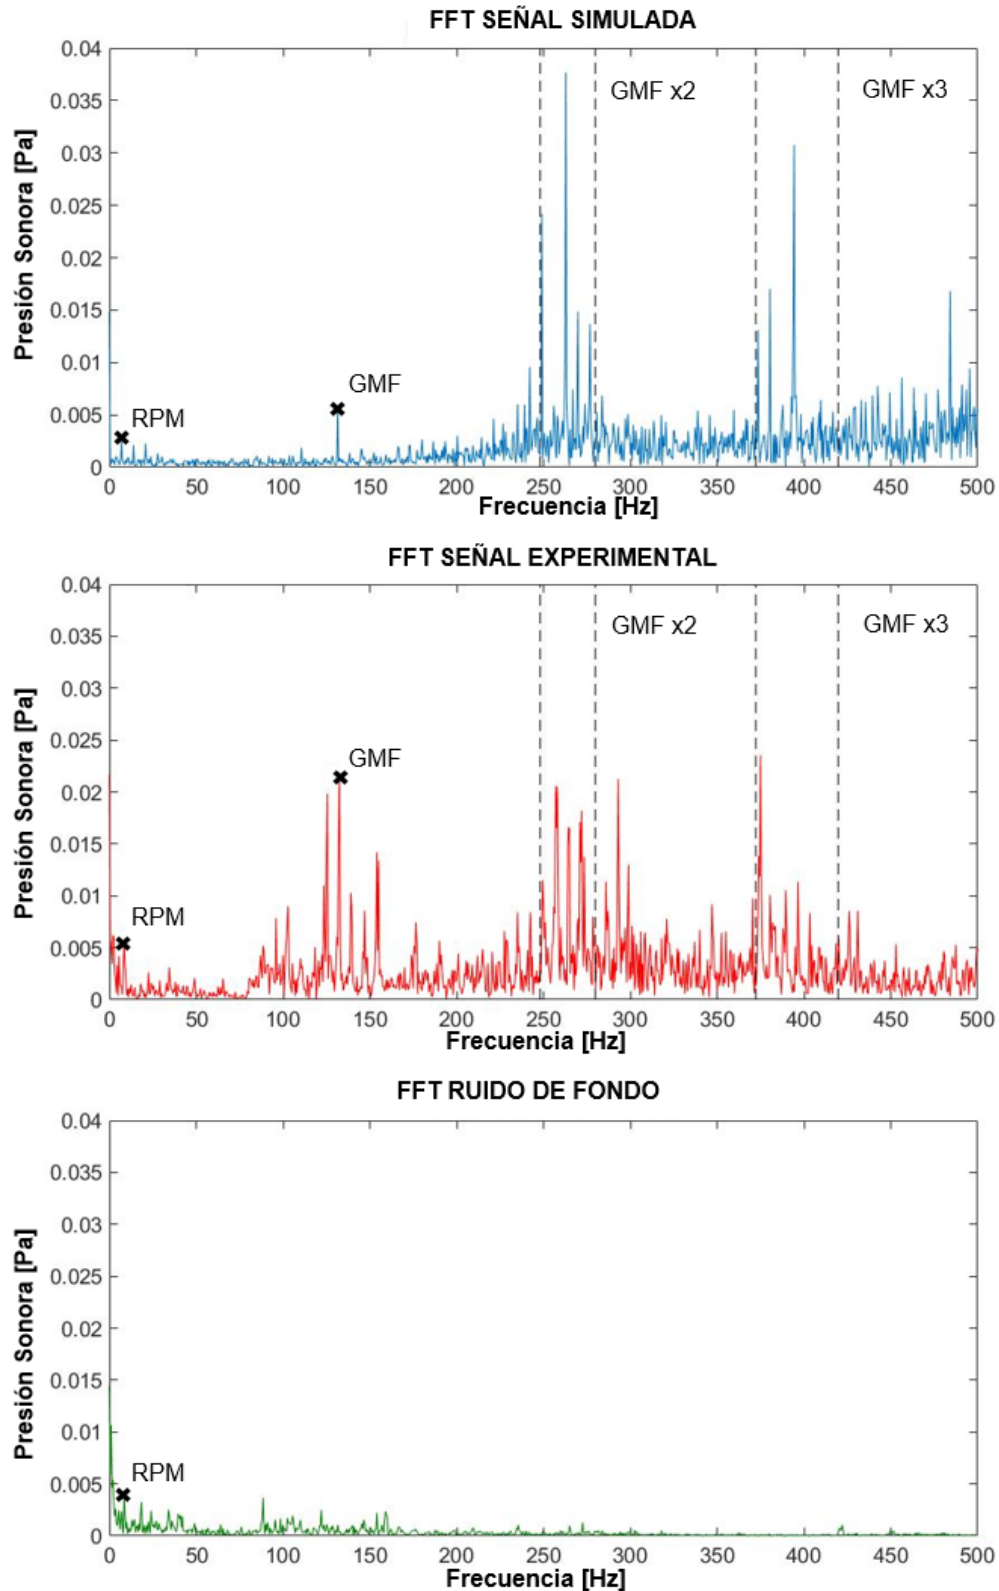 FFT SEÑAL SIMULADA
Presión Sonora [Pa]
0.04
0.035
0.03
0.025
0.02
0.015
0.01
0.005
0
RPM
GMF
GMF x2
GMF x3
0 50 100 150 200 250 300 350 400 450 500
Frecuencia [Hz]
FFT SEÑAL EXPERIMENTAL
Presión Sonora [Pa]
0.04
0.035
0.03
0.025
0.02
0.015
0.01
0.005
0
RPM
GMF
GMF x2
GMF x3
0 50 100 150 200 250 300 350 400 450 500
Frecuencia [Hz]
FFT RUIDO DE FONDO
Presión Sonora [Pa]
0.04
0.035
0.03
0.025
0.02
0.015
0.01
0.005
0
RPM
0 50 100 150 200 250 300 350 400 450 500
Frecuencia [Hz]